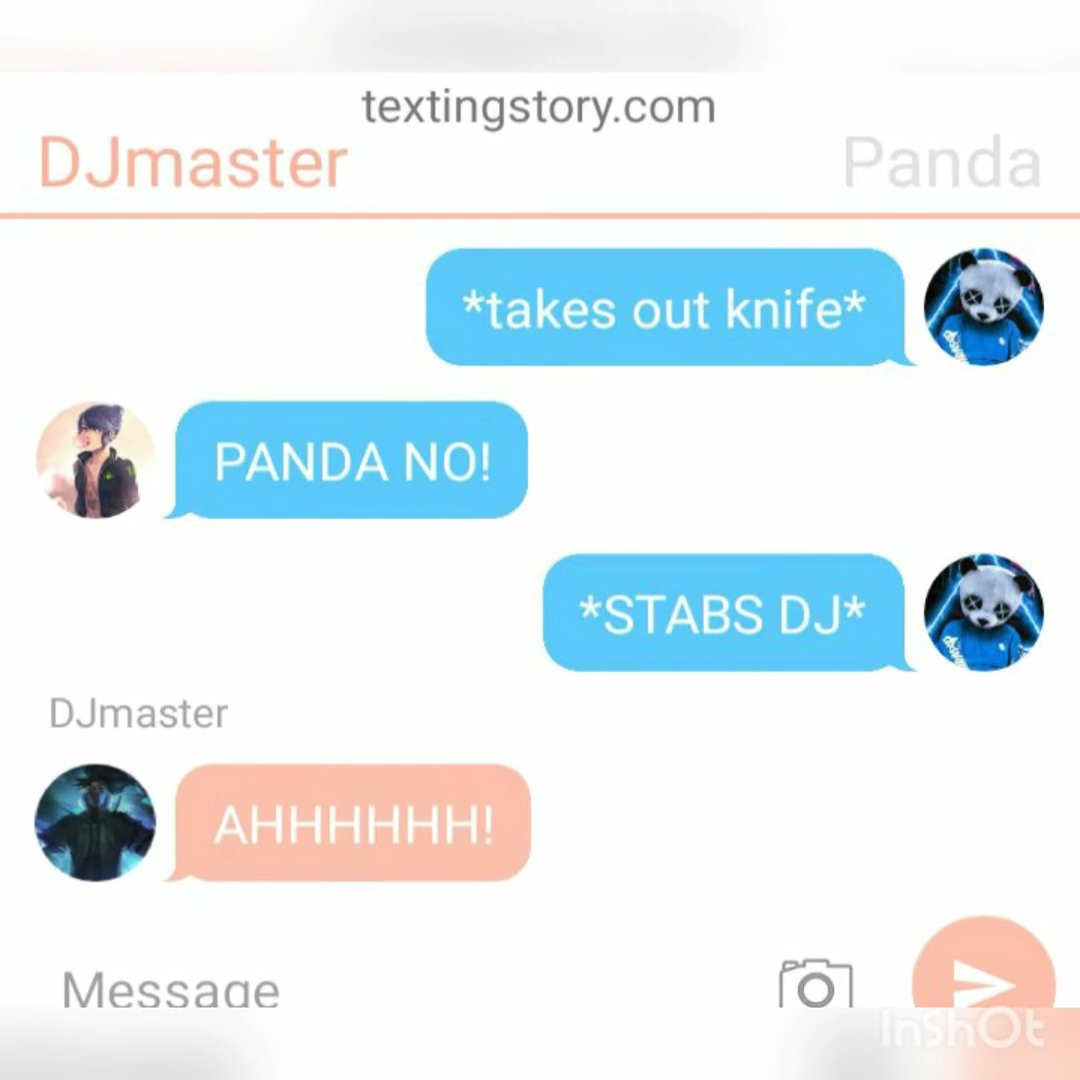 textingstory.com
DJmaster
Panda
*takes out knife*
PANDA NO!
*STABS DJ*
DJmaster
AHHHHHH!
Message
InShOt